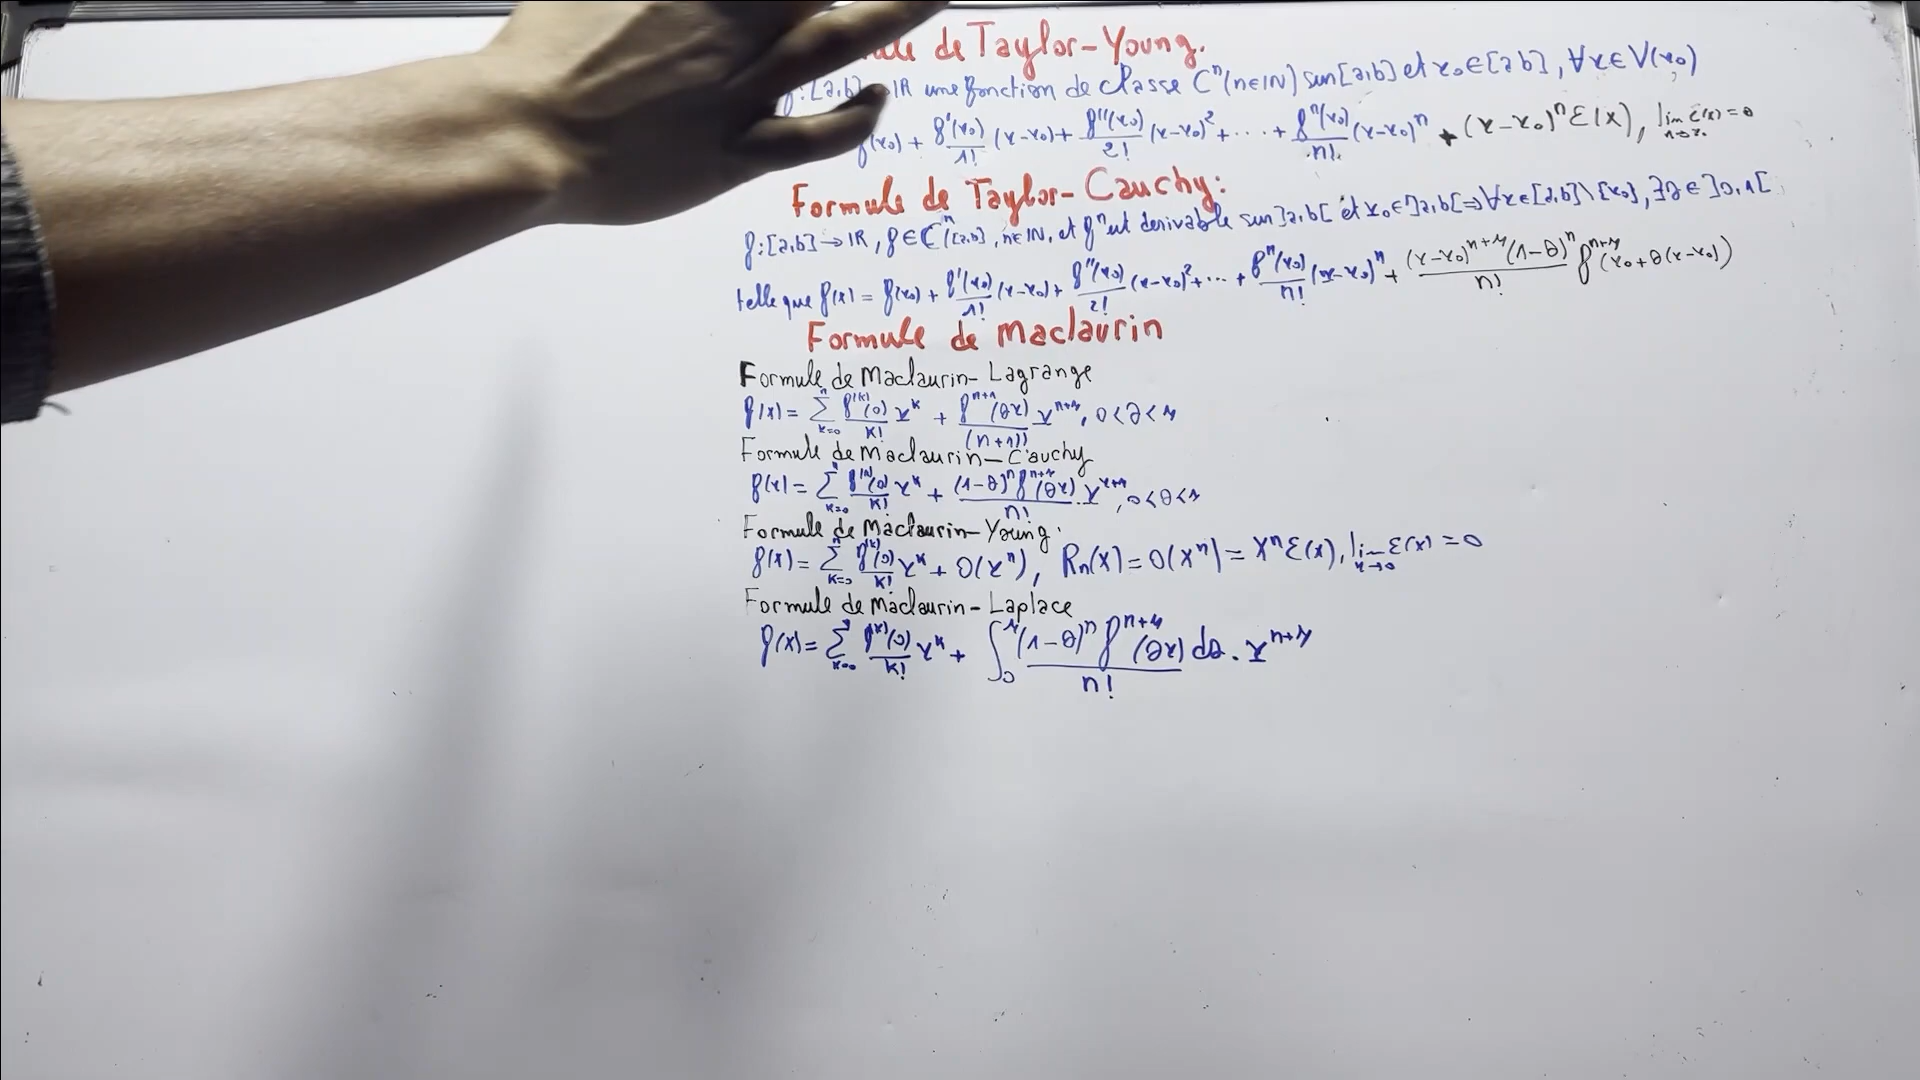 de Taylor-Young.
f:[a,b] → IR une fonction de classe Cⁿ(n∈IN) sur[a,b] et x₀∈[a b], ∀x∈V(x₀)
f(x₀) + f'(x₀)/1! (x-x₀) + f''(x₀)/2! (x-x₀)² + .... + fⁿ(x₀)/n! (x-x₀)ⁿ + (x-x₀)ⁿ Ɛ(x), lim Ɛ(x) = 0
Formule de Taylor-Cauchy:
f:[a,b] → IR, f∈Cⁿ([a,b]), n∈IN, et fⁿ est derivable sur ]a,b[ et x₀∈]a,b[ ⇒ ∀x∈[a,b]\{x₀}, ∃θ∈]0,1[
telle que f(x) = f(x₀) + f'(x₀)/1! (x-x₀) + f''(x₀)/2! (x-x₀)² + ... + fⁿ(x₀)/n! (x-x₀)ⁿ + (x-x₀)ⁿ⁺¹(1-θ)ⁿ/n! fⁿ⁺¹(x₀+θ(x-x₀))
Formule de Maclaurin
Formule de Maclaurin-Lagrange
f(x) = ∑ₖ₌₀ⁿ f⁽ᵏ⁾(0)/k! xᵏ + fⁿ⁺¹(θx)/(n+1)! xⁿ⁺¹, 0<θ<1
Formule de Maclaurin-Cauchy
f(x) = ∑ₖ₌₀ⁿ f⁽ᵏ⁾(0)/k! xᵏ + (1-θ)ⁿ fⁿ⁺¹(θx)/n! xⁿ⁺¹, 0<θ<1
Formule de Maclaurin-Young:
f(x) = ∑ₖ₌₀ⁿ f⁽ᵏ⁾(0)/k! xᵏ + O(xⁿ), Rₙ(x) = O(xⁿ) = xⁿƐ(x), lim x→0 Ɛ(x) = 0
Formule de Maclaurin-Laplace
f(x) = ∑ₖ₌₀ⁿ f⁽ᵏ⁾(0)/k! xᵏ + ∫₀¹ (1-θ)ⁿ fⁿ⁺¹(θx)/n! dθ . xⁿ⁺¹